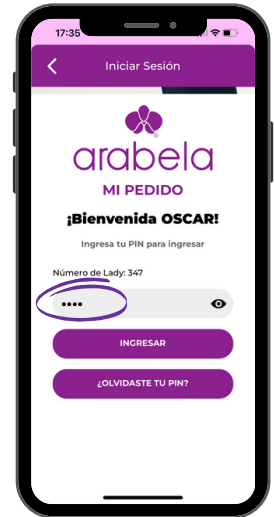 17:35
Iniciar Sesión
arabela
MI PEDIDO
¡Bienvenida OSCAR!
Ingresa tu PIN para ingresar
Número de Lady: 347
••••
INGRESAR
¿OLVIDASTE TU PIN?